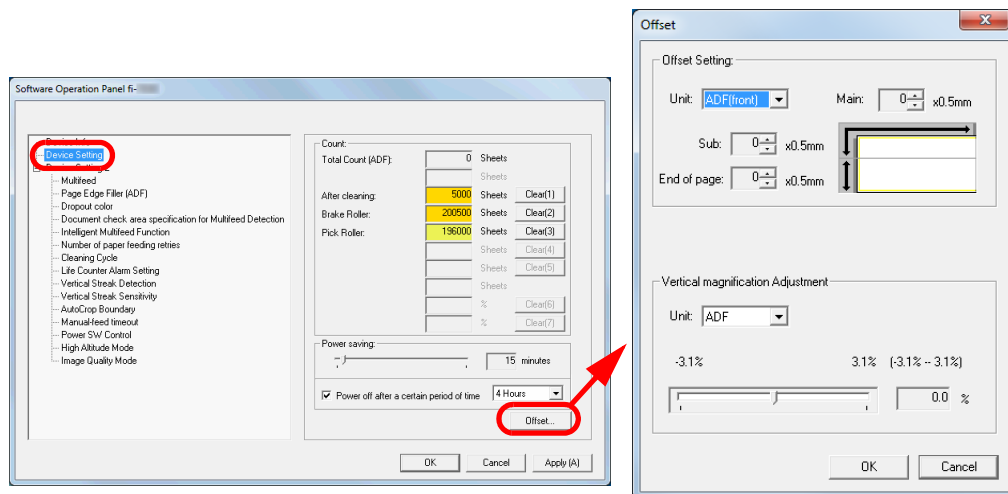 Software Operation Panel fi-
Device Setting
Multifeed
Page Edge Filler (ADF)
Dropout color
Document check area specification for Multifeed Detection
Intelligent Multifeed Function
Number of paper feeding retries
Cleaning Cycle
Life Counter Alarm Setting
Vertical Streak Detection
Vertical Streak Sensitivity
AutoCrop Boundary
Manual-feed timeout
Power SW Control
High Altitude Mode
Image Quality Mode
Count:
Total Count (ADF): 0 Sheets
Sheets
After cleaning: 5000 Sheets Clear(1)
Brake Roller: 200500 Sheets Clear(2)
Pick Roller: 196000 Sheets Clear(3)
Sheets Clear(4)
Sheets Clear(5)
Sheets
% Clear(6)
% Clear(7)
Power saving:
15 minutes
Power off after a certain period of time 4 Hours
Offset...
OK Cancel Apply (A)
Offset
Offset Setting:
Unit: ADF(front) Main: 0 x0.5mm
Sub: 0 x0.5mm
End of page: 0 x0.5mm
Vertical magnification Adjustment
Unit: ADF
-3.1% 3.1% (-3.1% -- 3.1%)
0.0 %
OK Cancel